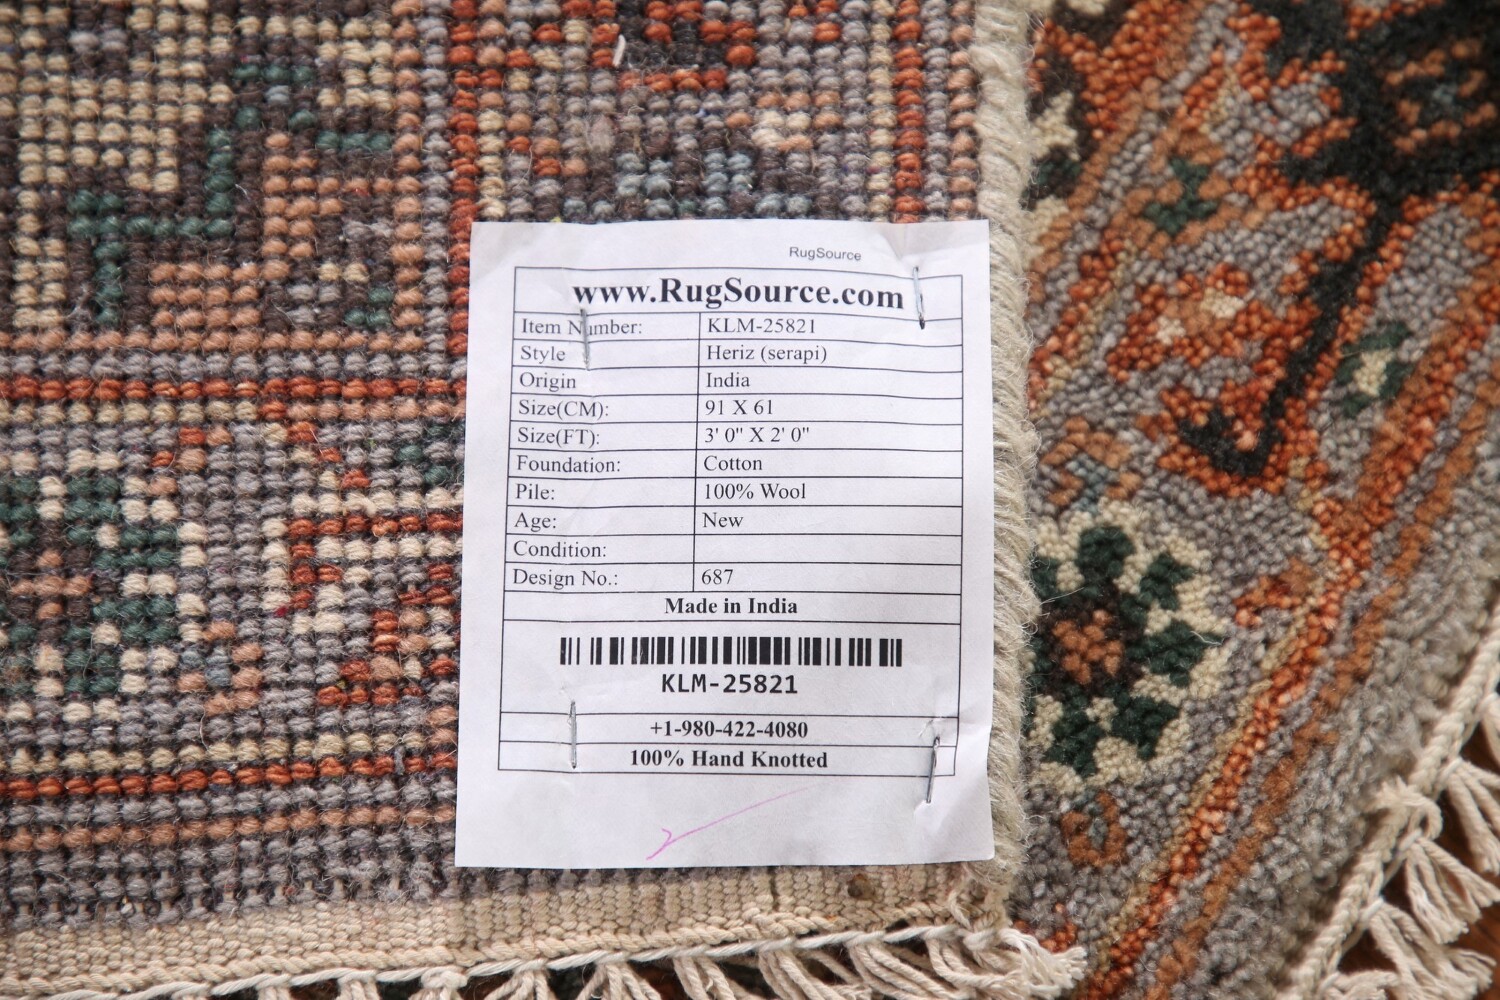 RugSource
www.RugSource.com
Item Number: KLM-25821
Style Heriz (serapi)
Origin India
Size(CM): 91 X 61
Size(FT): 3' 0" X 2' 0"
Foundation: Cotton
Pile: 100% Wool
Age: New
Condition:
Design No.: 687
Made in India
KLM-25821
+1-980-422-4080
100% Hand Knotted